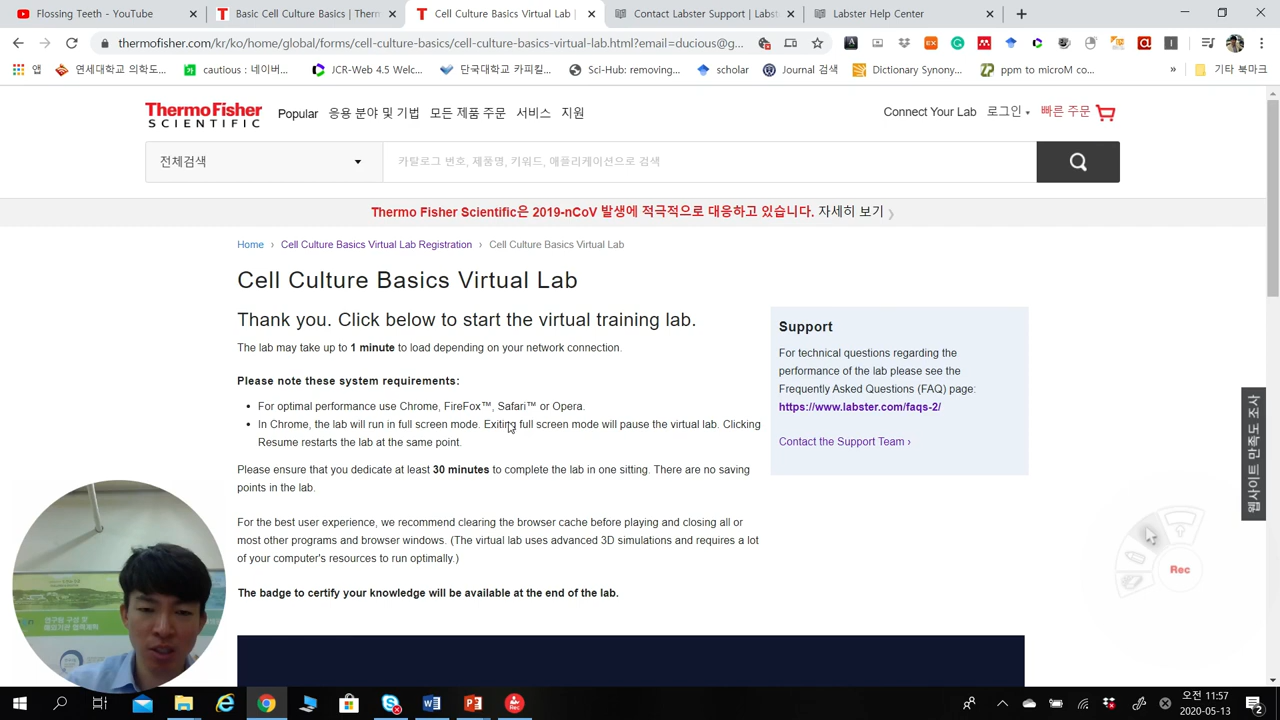 Flossing Teeth - YouTube
Basic Cell Culture Basics | Therm
Cell Culture Basics Virtual Lab |
Contact Labster Support | Labst
Labster Help Center
thermofisher.com/kr/ko/home/global/forms/cell-culture-basics/cell-culture-basics-virtual-lab.html?email=ducious@g...
앱
연세대학교 의학도...
cautious : 네이버...
JCR-Web 4.5 Welc...
단국대학교 카피킬...
Sci-Hub: removing...
scholar
Journal 검색
Dictionary Synony...
ppm to microM co...
»
기타 북마크
ThermoFisher
SCIENTIFIC
Popular 응용 분야 및 기법 모든 제품 주문 서비스 지원
Connect Your Lab 로그인 빠른 주문
전체검색
카탈로그 번호, 제품명, 키워드, 애플리케이션으로 검색
Thermo Fisher Scientific은 2019-nCoV 발생에 적극적으로 대응하고 있습니다. 자세히 보기 ›
Home › Cell Culture Basics Virtual Lab Registration › Cell Culture Basics Virtual Lab
Cell Culture Basics Virtual Lab
Thank you. Click below to start the virtual training lab.
The lab may take up to 1 minute to load depending on your network connection.
Please note these system requirements:
• For optimal performance use Chrome, FireFox™, Safari™ or Opera.
• In Chrome, the lab will run in full screen mode. Exiting full screen mode will pause the virtual lab. Clicking
Resume restarts the lab at the same point.
Please ensure that you dedicate at least 30 minutes to complete the lab in one sitting. There are no saving
points in the lab.
For the best user experience, we recommend clearing the browser cache before playing and closing all or
most other programs and browser windows. (The virtual lab uses advanced 3D simulations and requires a lot
of your computer's resources to run optimally.)
The badge to certify your knowledge will be available at the end of the lab.
Support
For technical questions regarding the
performance of the lab please see the
Frequently Asked Questions (FAQ) page:
https://www.labster.com/faqs-2/
Contact the Support Team ›
웹사이트 만족도 조사
Rec
오전 11:57
2020-05-13
2